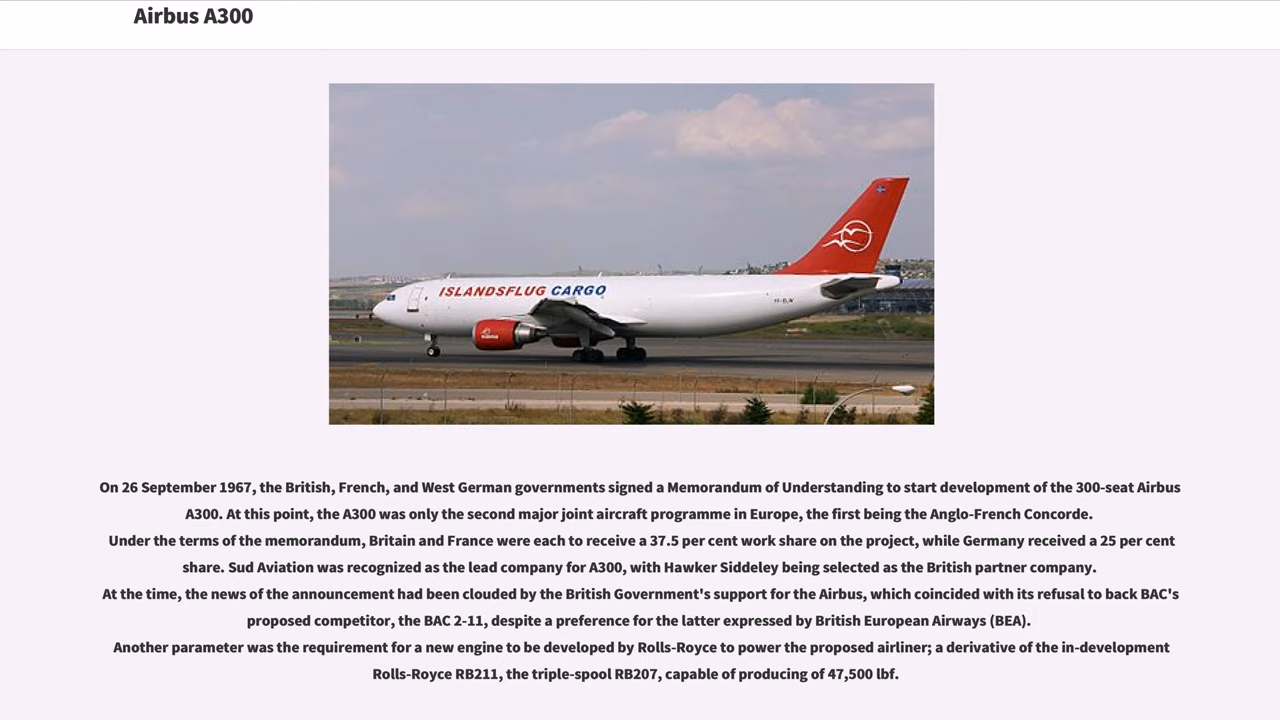 Airbus A300
ISLANDSFLUG CARGO
On 26 September 1967, the British, French, and West German governments signed a Memorandum of Understanding to start development of the 300-seat Airbus
A300. At this point, the A300 was only the second major joint aircraft programme in Europe, the first being the Anglo-French Concorde.
Under the terms of the memorandum, Britain and France were each to receive a 37.5 per cent work share on the project, while Germany received a 25 per cent
share. Sud Aviation was recognized as the lead company for A300, with Hawker Siddeley being selected as the British partner company.
At the time, the news of the announcement had been clouded by the British Government's support for the Airbus, which coincided with its refusal to back BAC's
proposed competitor, the BAC 2-11, despite a preference for the latter expressed by British European Airways (BEA).
Another parameter was the requirement for a new engine to be developed by Rolls-Royce to power the proposed airliner; a derivative of the in-development
Rolls-Royce RB211, the triple-spool RB207, capable of producing of 47,500 lbf.